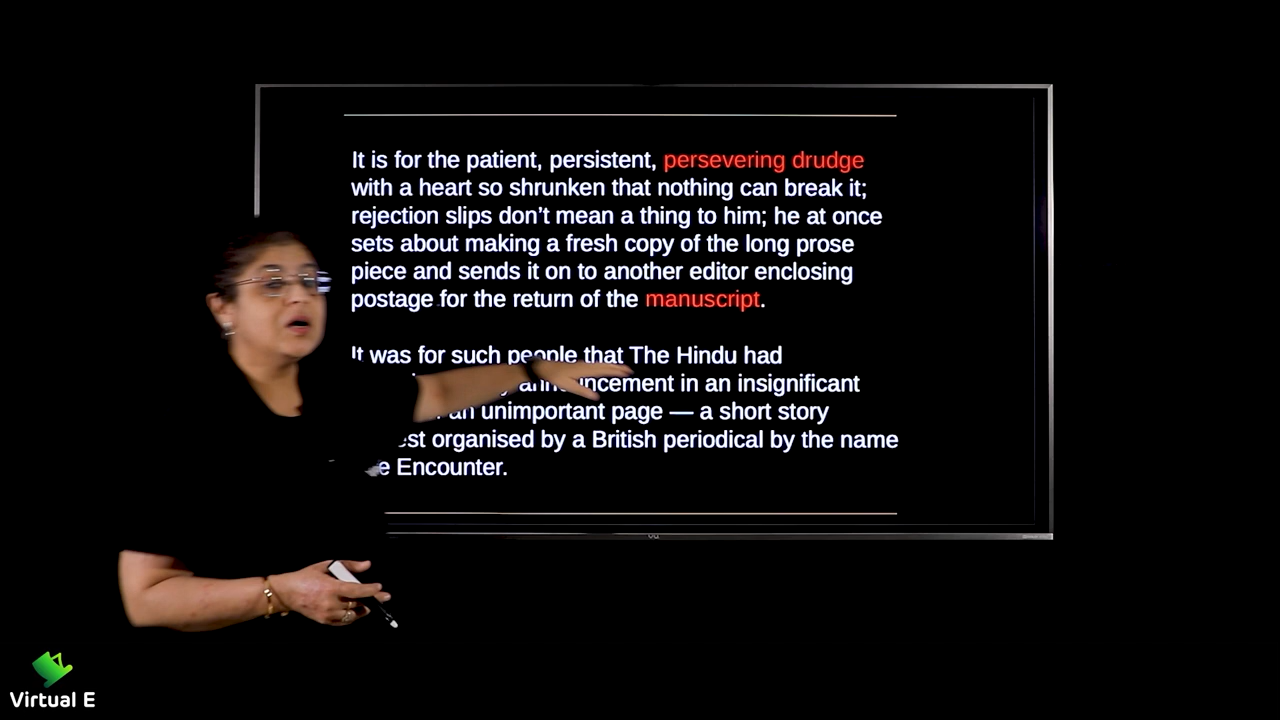 It is for the patient, persistent, persevering drudge
with a heart so shrunken that nothing can break it;
rejection slips don’t mean a thing to him; he at once
sets about making a fresh copy of the long prose
piece and sends it on to another editor enclosing
postage for the return of the manuscript.
It was for such people that The Hindu had
announcement in an insignificant
an unimportant page — a short story
organised by a British periodical by the name
Encounter.
Virtual E